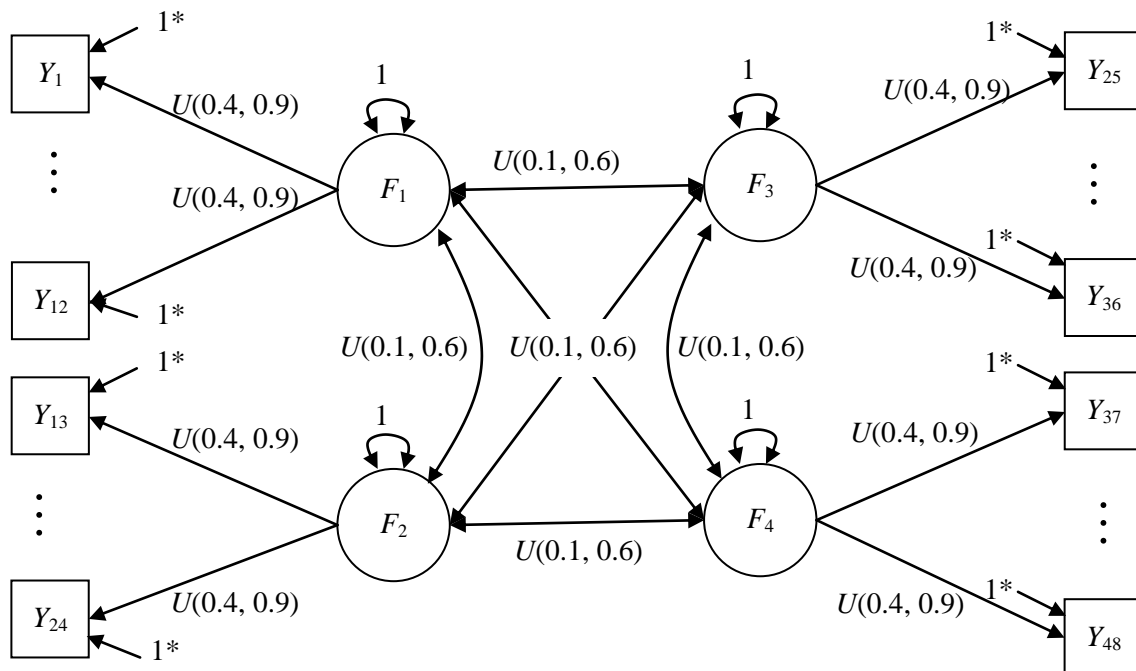 1*
1*
Y₁
1
1
Y₂₅
U(0.4, 0.9)
U(0.4, 0.9)
U(0.1, 0.6)
F₁
F₃
U(0.4, 0.9)
1*
U(0.4, 0.9)
Y₁₂
Y₃₆
1*
U(0.1, 0.6)
U(0.1, 0.6)
U(0.1, 0.6)
1*
1*
Y₁₃
1
1
Y₃₇
U(0.4, 0.9)
U(0.4, 0.9)
F₂
F₄
U(0.1, 0.6)
U(0.4, 0.9)
1*
U(0.4, 0.9)
Y₂₄
Y₄₈
1*